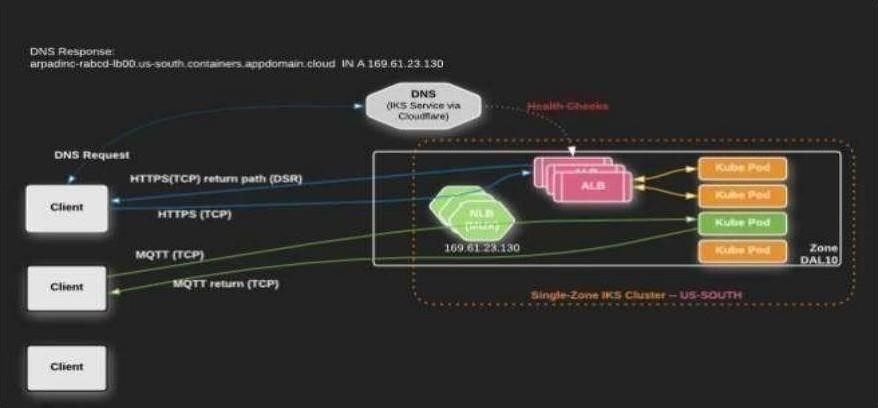 DNS Response:
arpadinc-rabcd-lb00.us-south.containers.appdomain.cloud IN A 169.61.23.130
DNS
(IKS Service via
Cloudflare)
Health Checks
DNS Request
HTTPS(TCP) return path (DSR)
Client
HTTPS (TCP)
ALB
Kube Pod
Kube Pod
NLB
Kube Pod
169.61.23.130
Kube Pod
Zone
DAL10
MQTT (TCP)
Client
MQTT return (TCP)
Single-Zone IKS Cluster -- US-SOUTH
Client